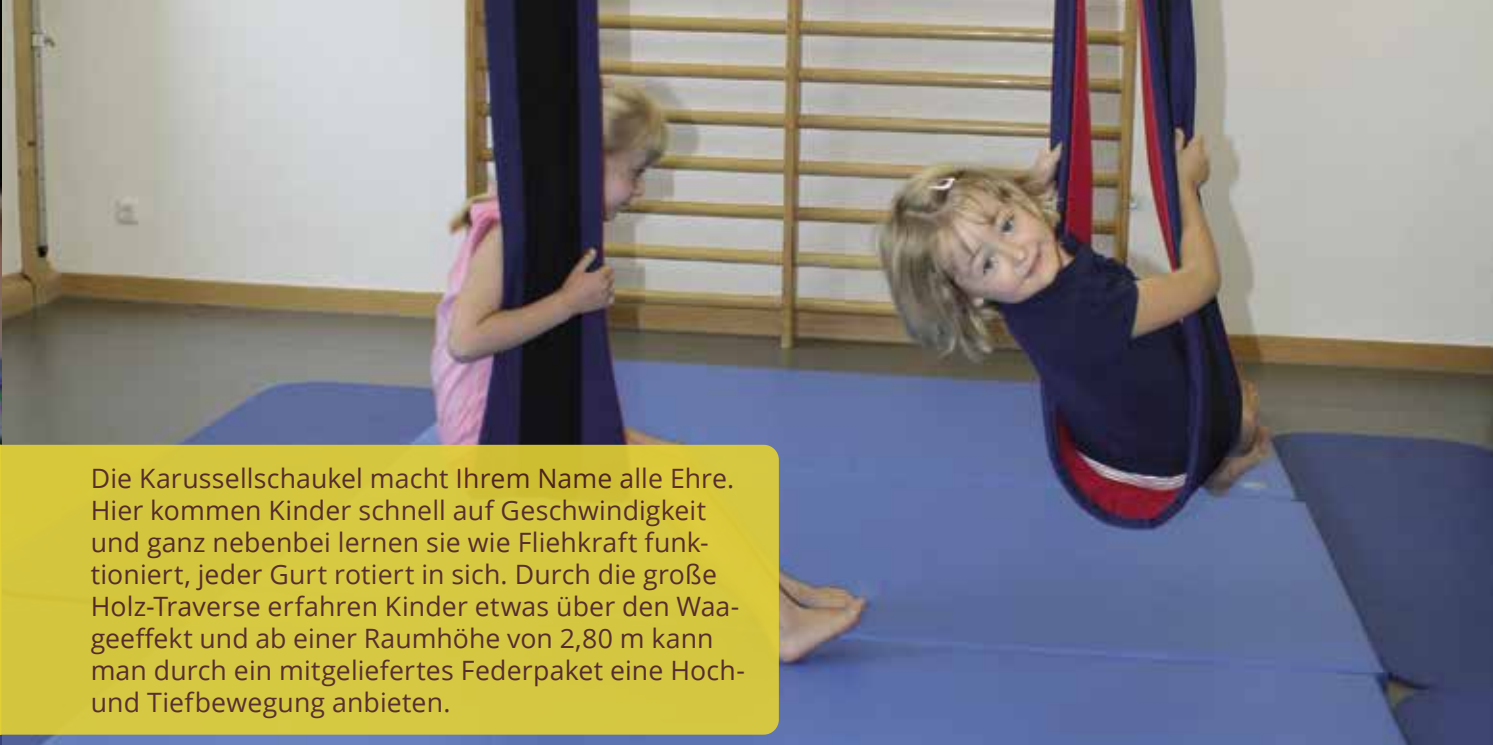 Die Karussellschaukel macht Ihrem Name alle Ehre.
Hier kommen Kinder schnell auf Geschwindigkeit
und ganz nebenbei lernen sie wie Fliehkraft funk-
tioniert, jeder Gurt rotiert in sich. Durch die große
Holz-Traverse erfahren Kinder etwas über den Waa-
geeffekt und ab einer Raumhöhe von 2,80 m kann
man durch ein mitgeliefertes Federpaket eine Hoch-
und Tiefbewegung anbieten.